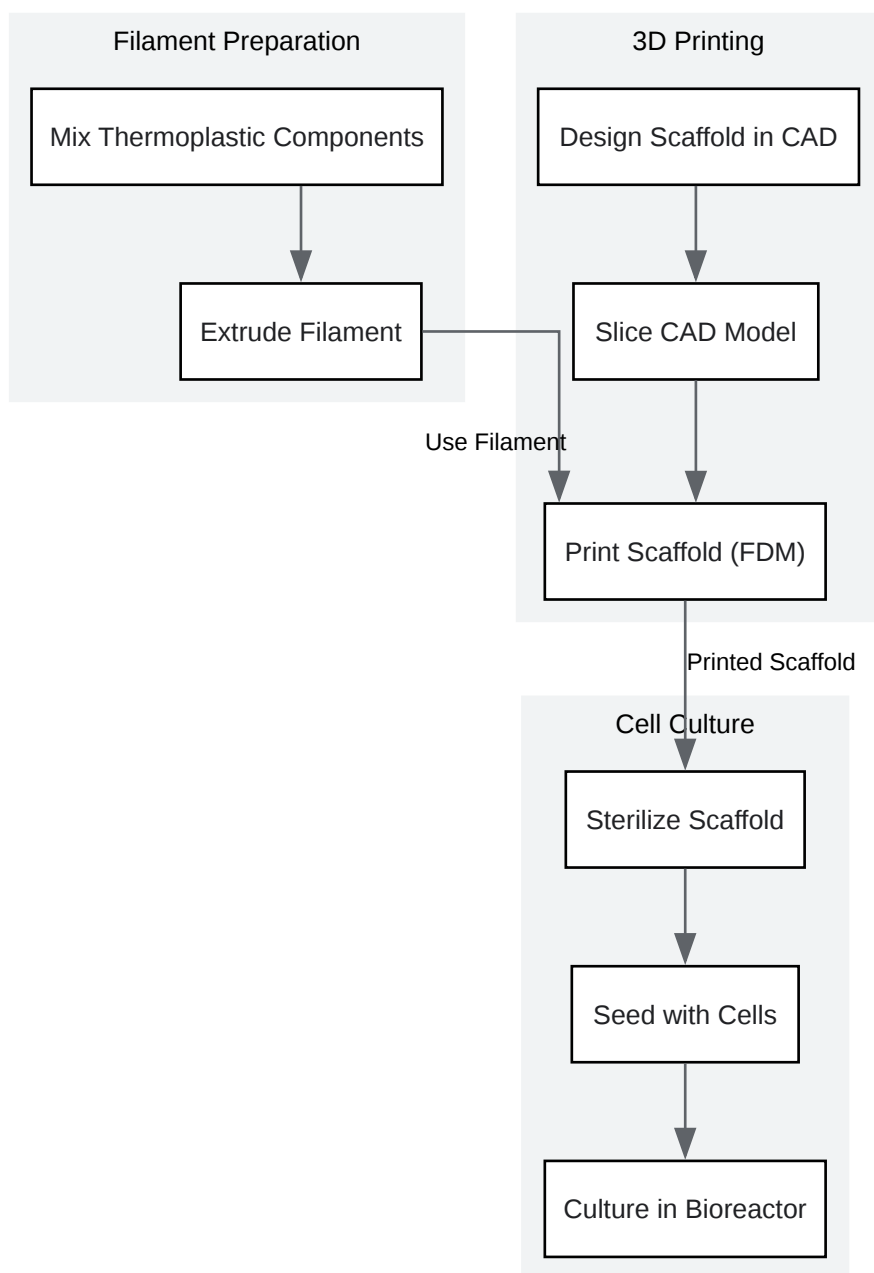 Filament Preparation
Mix Thermoplastic Components
Extrude Filament
Use Filament
3D Printing
Design Scaffold in CAD
Slice CAD Model
Print Scaffold (FDM)
Printed Scaffold
Cell Culture
Sterilize Scaffold
Seed with Cells
Culture in Bioreactor